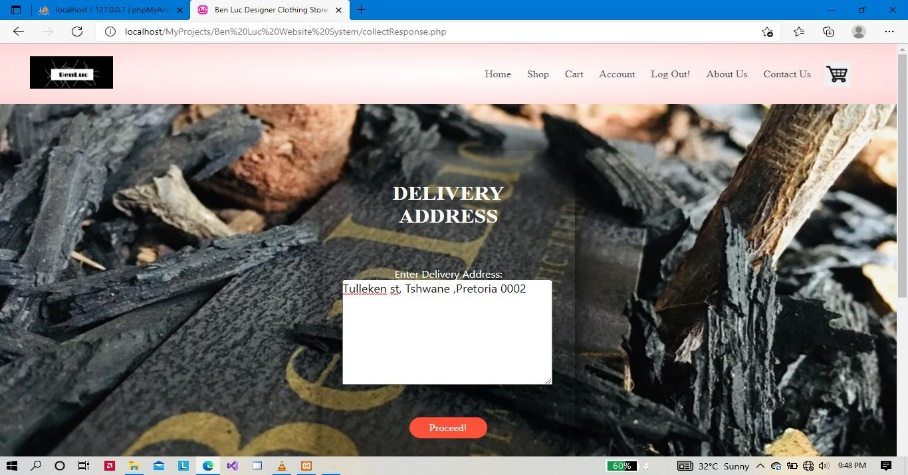 localhost / 127.0.0.1 | phpMyAd
Ben Luc Designer Clothing Store
localhost/MyProjects/Ben%20Luc%20Website%20System/collectResponse.php
BenLuc
Home Shop Cart Account Log Out! About Us Contact Us
DELIVERY
ADDRESS
Enter Delivery Address:
Tulleken st, Tshwane ,Pretoria 0002
Proceed!
Ben Luc
60%
32°C Sunny
9:48 PM